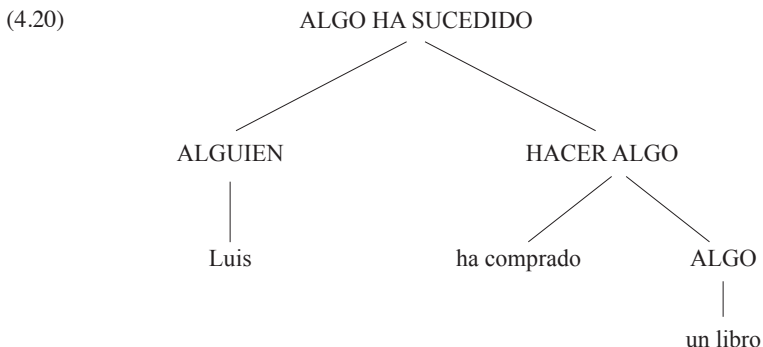 (4.20) ALGO HA SUCEDIDO
ALGUIEN HACER ALGO
Luis ha comprado ALGO
un libro